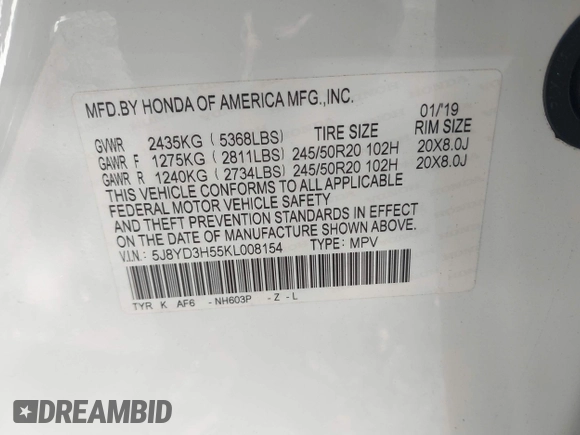 MFD.BY HONDA OF AMERICA MFG.,INC.
01/'19
GVWR 2435KG ( 5368LBS) TIRE SIZE RIM SIZE
GAWR F 1275KG ( 2811LBS) 245/50R20 102H 20X8.0J
GAWR R 1240KG ( 2734LBS) 245/50R20 102H 20X8.0J
THIS VEHICLE CONFORMS TO ALL APPLICABLE
FEDERAL MOTOR VEHICLE SAFETY
AND THEFT PREVENTION STANDARDS IN EFFECT
ON THE DATE OF MANUFACTURE SHOWN ABOVE.
V.I.N.: 5J8YD3H55KL008154 TYPE: MPV
TYR K AF6 -NH603P -Z-L
DREAMBID